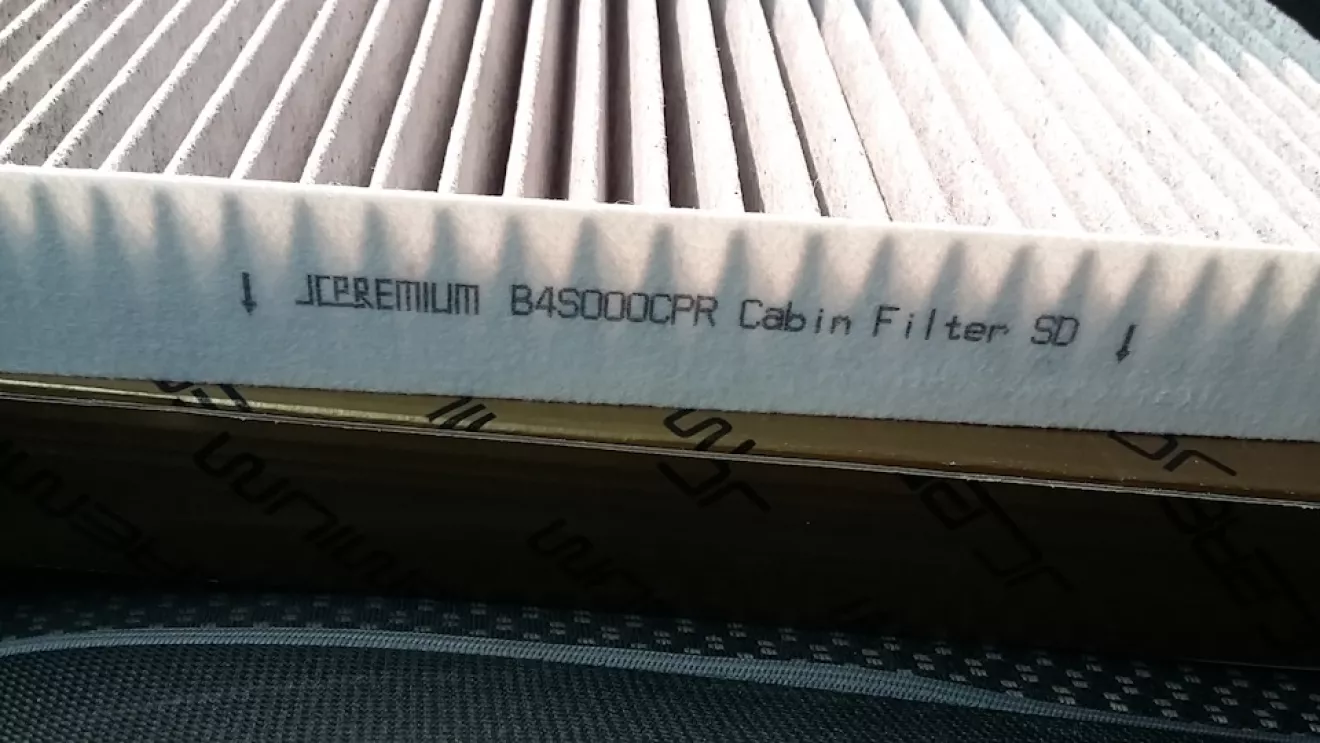 ↓ JCPREMIUM B4S000CPR Cabin Filter SD ↓